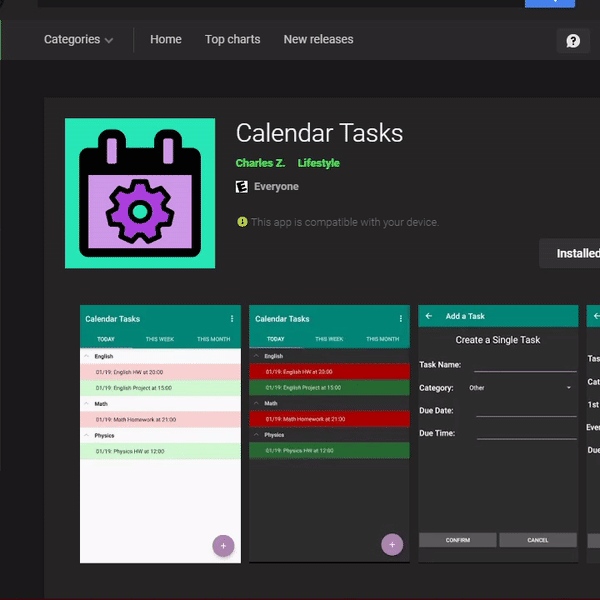 Categories
Home
Top charts
New releases
Calendar Tasks
Charles Z.
Lifestyle
E
Everyone
This app is compatible with your device.
Installed
Calendar Tasks
TODAY
THIS WEEK
THIS MONTH
English
01/19: English HW at 20:00
01/19: English Project at 15:00
Math
01/19: Math Homework at 21:00
Physics
01/19: Physics HW at 12:00
+
Calendar Tasks
TODAY
THIS WEEK
THIS MONTH
English
01/19: English HW at 20:00
01/19: English Project at 15:00
Math
01/19: Math Homework at 21:00
Physics
01/19: Physics HW at 12:00
+
Add a Task
Create a Single Task
Task Name:
Category:
Other
Due Date:
Due Time:
CONFIRM
CANCEL
Tas
Cat
1st
Ever
Due